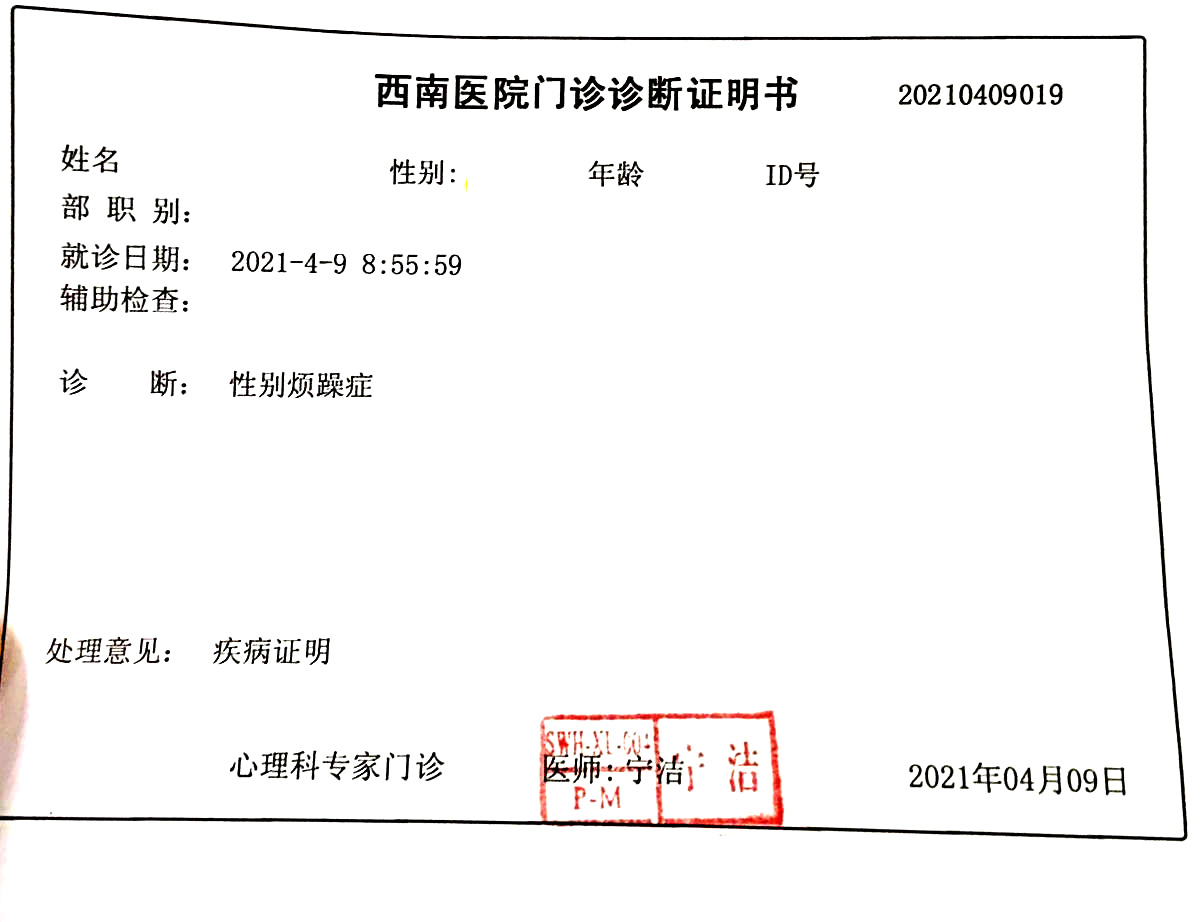 西南医院门诊诊断证明书 20210409019
姓名 性别: 年龄 ID号
部 职 别:
就诊日期: 2021-4-9 8:55:59
辅助检查:
诊 断: 性别烦躁症
处理意见: 疾病证明
心理科专家门诊 医师:宁洁 2021年04月09日
P-M 宁洁